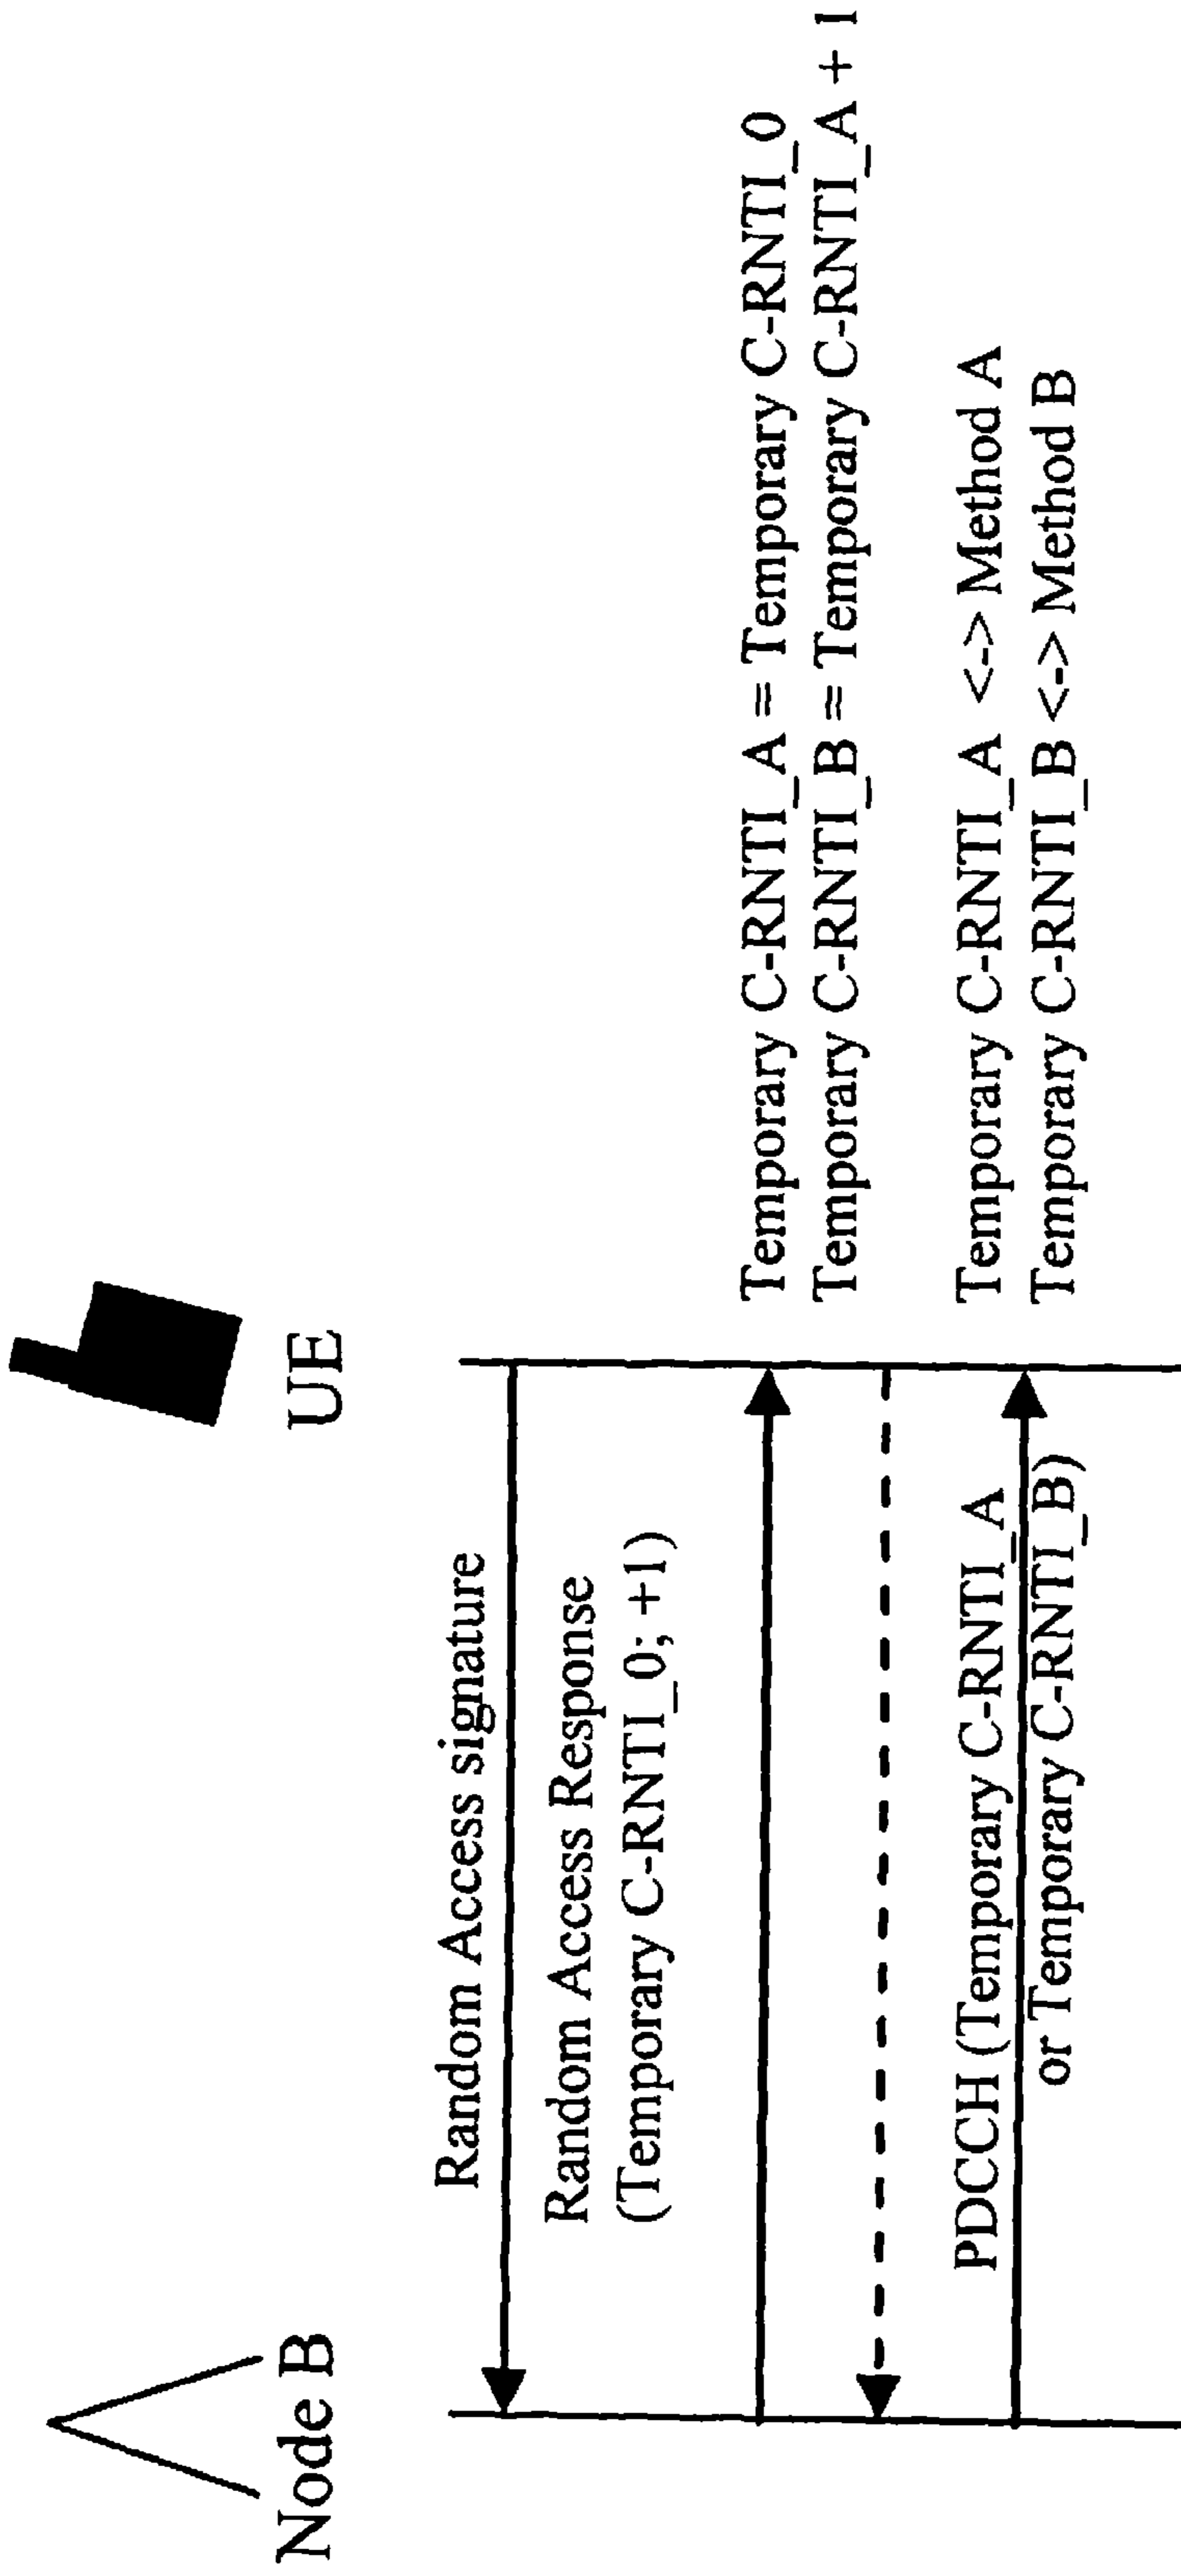 Node B
UE
Random Access signature
Random Access Response
(Temporary C-RNTI_0; +1)
Temporary C-RNTI_A = Temporary C-RNTI_0
Temporary C-RNTI_B = Temporary C-RNTI_A + 1
PDCCH (Temporary C-RNTI_A
or Temporary C-RNTI_B)
Temporary C-RNTI_A <-> Method A
Temporary C-RNTI_B <-> Method B